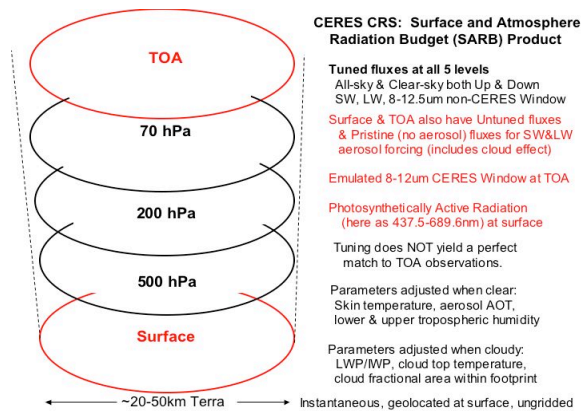 CERES CRS: Surface and Atmosphere
Radiation Budget (SARB) Product
TOA
70 hPa
200 hPa
500 hPa
Surface
~20-50km Terra
Tuned fluxes at all 5 levels
All-sky & Clear-sky both Up & Down
SW, LW, 8-12.5um non-CERES Window
Surface & TOA also have Untuned fluxes
& Pristine (no aerosol) fluxes for SW&LW
aerosol forcing (includes cloud effect)
Emulated 8-12um CERES Window at TOA
Photosynthetically Active Radiation
(here as 437.5-689.6nm) at surface
Tuning does NOT yield a perfect
match to TOA observations.
Parameters adjusted when clear:
Skin temperature, aerosol AOT,
lower & upper tropospheric humidity
Parameters adjusted when cloudy:
LWP/IWP, cloud top temperature,
cloud fractional area within footprint
Instantaneous, geolocated at surface, ungridded